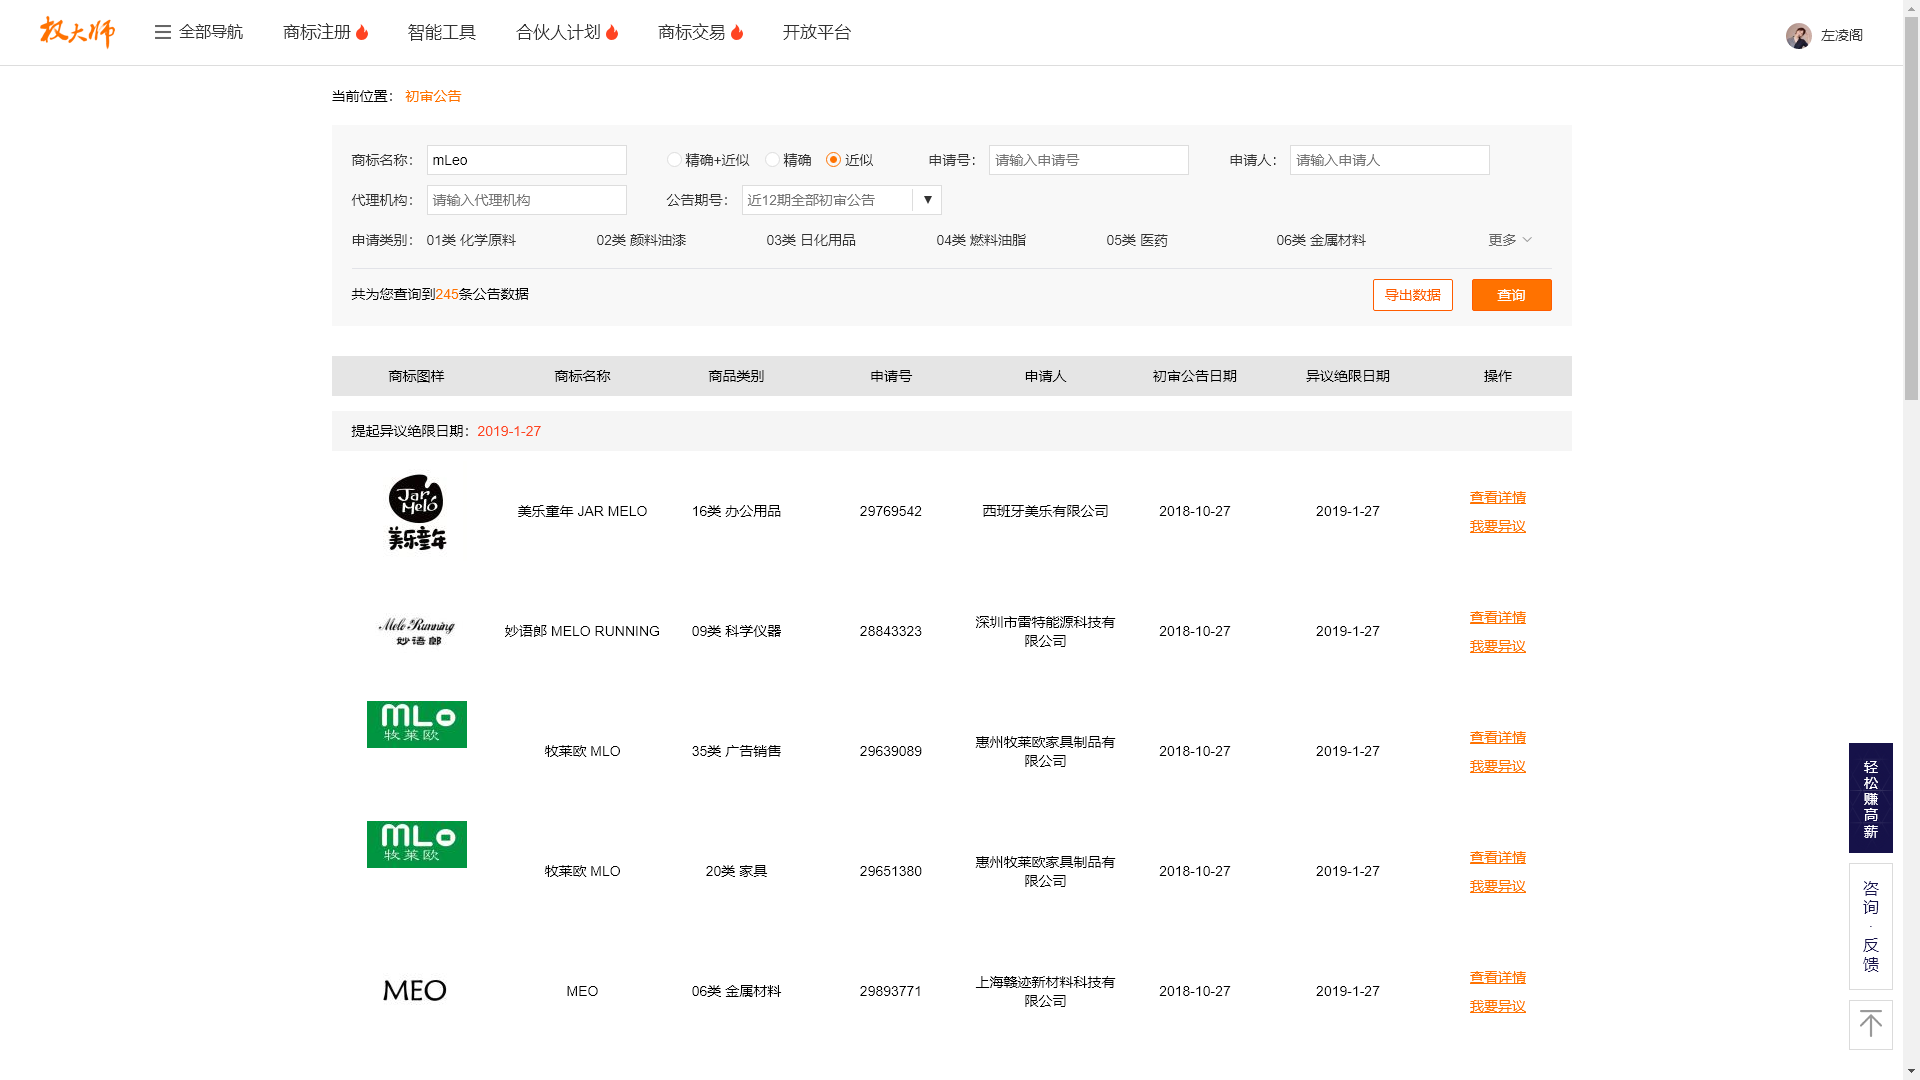 权大师 全部导航 商标注册 智能工具 合伙人计划 商标交易 开放平台 左凌阁
当前位置： 初审公告
商标名称： mLeo 精确+近似 精确 近似 申请号： 请输入申请号 申请人： 请输入申请人
代理机构： 请输入代理机构 公告期号： 近12期全部初审公告
申请类别： 01类 化学原料 02类 颜料油漆 03类 日化用品 04类 燃料油脂 05类 医药 06类 金属材料 更多
共为您查询到245条公告数据 导出数据 查询
商标图样 商标名称 商品类别 申请号 申请人 初审公告日期 异议绝限日期 操作
提起异议绝限日期：2019-1-27
Jar Meló
美乐童年
美乐童年 JAR MELO 16类 办公用品 29769542 西班牙美乐有限公司 2018-10-27 2019-1-27 查看详情
我要异议
Melo Running
妙语郎
妙语郎 MELO RUNNING 09类 科学仪器 28843323 深圳市雷特能源科技有限公司 2018-10-27 2019-1-27 查看详情
我要异议
MLO
牧莱欧
牧莱欧 MLO 35类 广告销售 29639089 惠州牧莱欧家具制品有限公司 2018-10-27 2019-1-27 查看详情
我要异议
MLO
牧莱欧
牧莱欧 MLO 20类 家具 29651380 惠州牧莱欧家具制品有限公司 2018-10-27 2019-1-27 查看详情
我要异议
MEO
MEO 06类 金属材料 29893771 上海赣迹新材料科技有限公司 2018-10-27 2019-1-27 查看详情
我要异议
轻松赚高薪
咨询·反馈